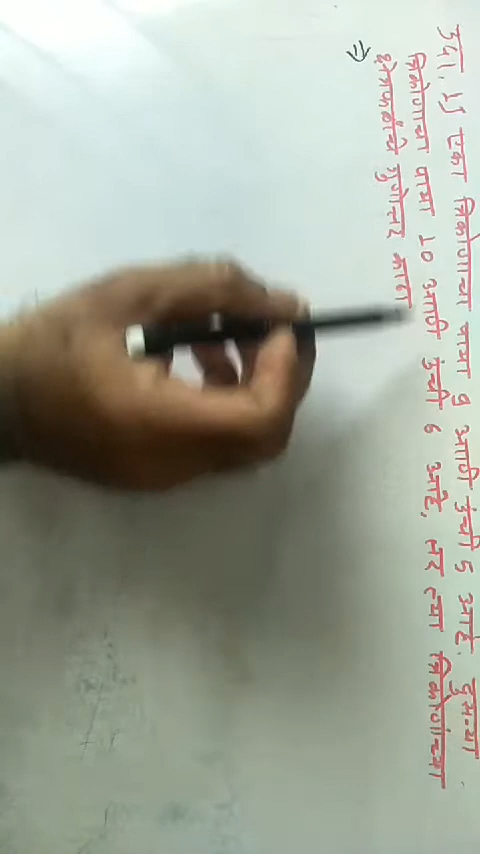 उदा. 1) एका त्रिकोणाचा पाया 9 आणी उंची 5 आहे. दुसऱ्या
त्रिकोणाचा पाया 10 आणी उंची 6 आहे, तर त्या त्रिकोणांच्या
क्षेत्रफळांचे गुणोत्तर काढा
⇒